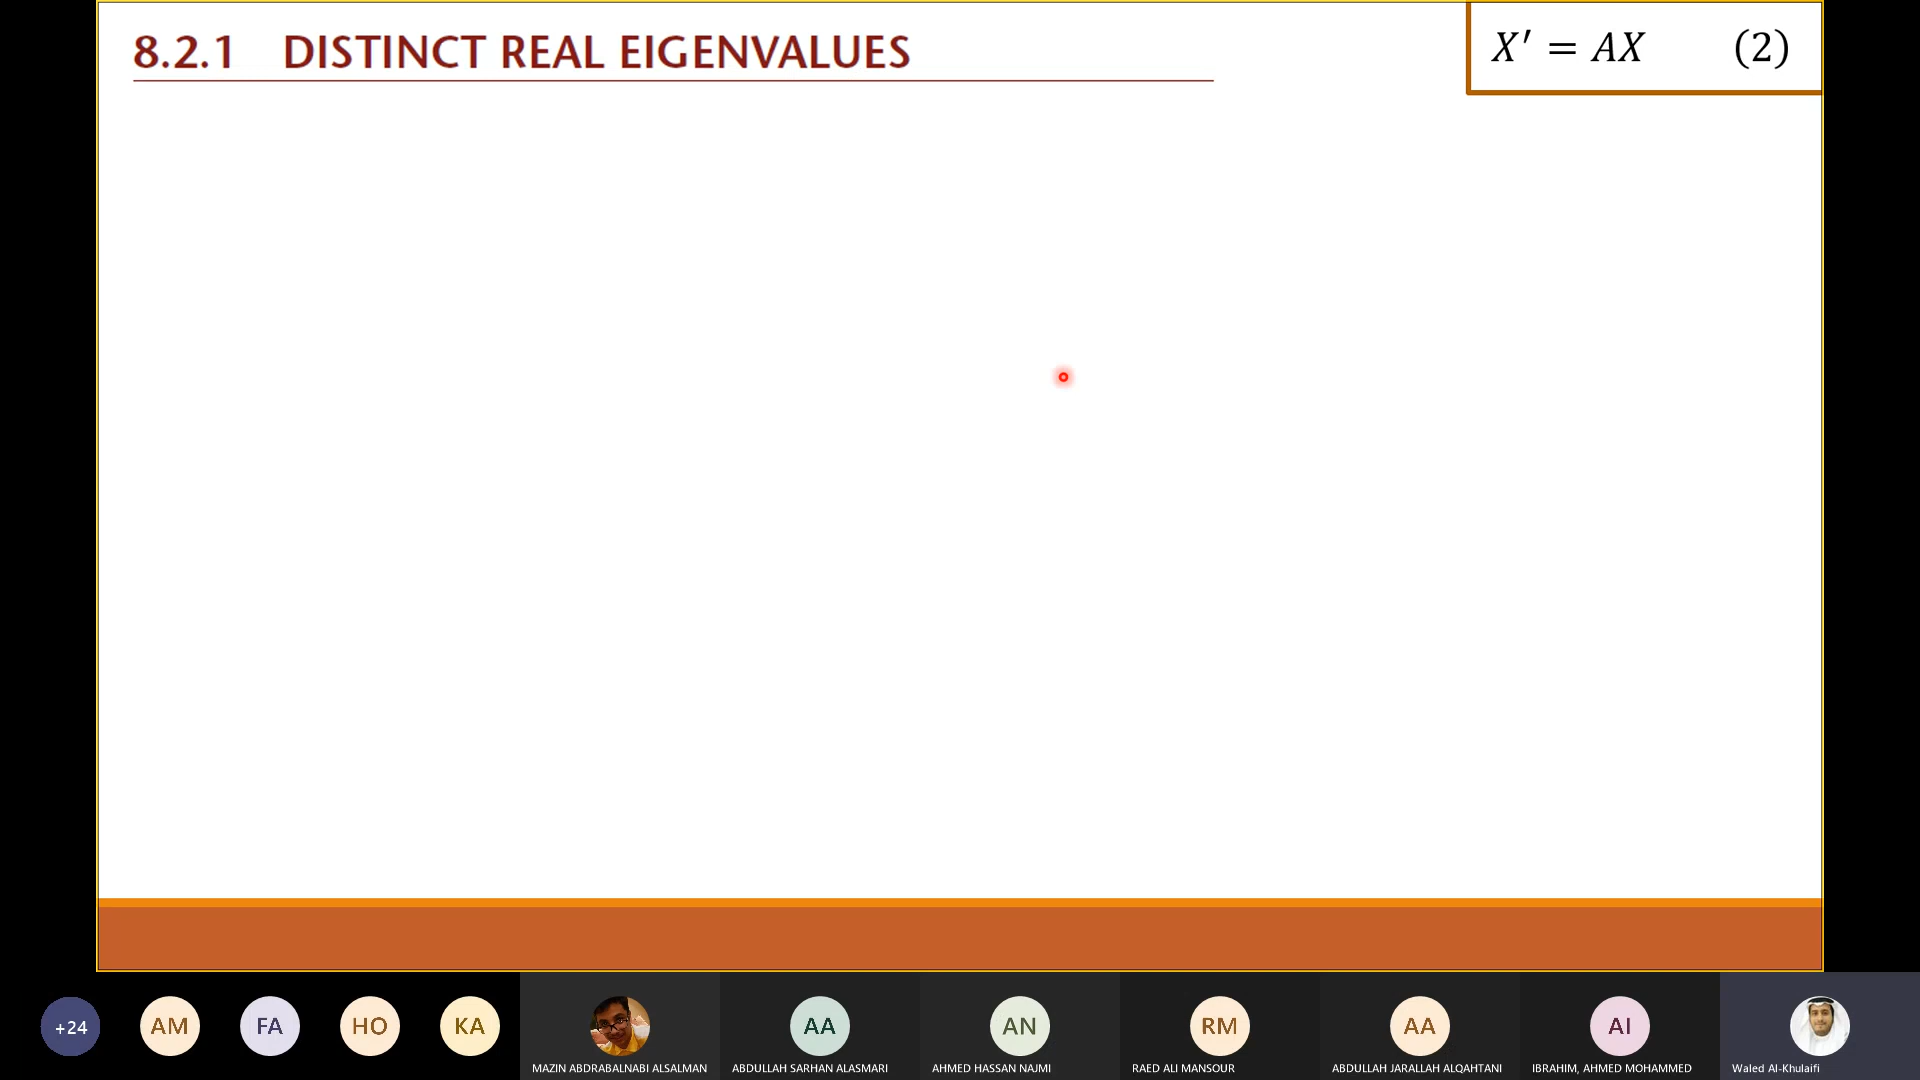 8.2.1 DISTINCT REAL EIGENVALUES
X′ = AX (2)
+24
AM
FA
HO
KA
AA
AN
RM
AA
AI
MAZIN ABDRABALNABI ALSALMAN
ABDULLAH SARHAN ALASMARI
AHMED HASSAN NAJMI
RAED ALI MANSOUR
ABDULLAH JARALLAH ALQAHTANI
IBRAHIM, AHMED MOHAMMED
Waled Al-Khulaifi